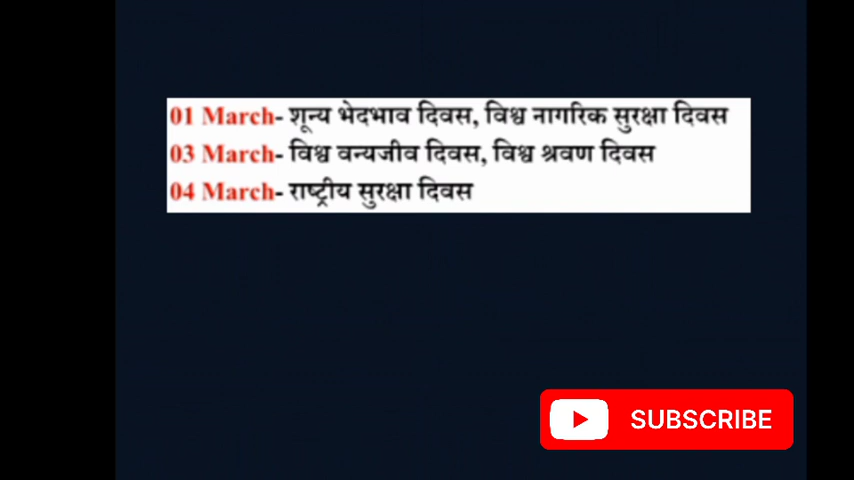 01 March- शून्य भेदभाव दिवस, विश्व नागरिक सुरक्षा दिवस
03 March- विश्व वन्यजीव दिवस, विश्व श्रवण दिवस
04 March- राष्ट्रीय सुरक्षा दिवस
SUBSCRIBE